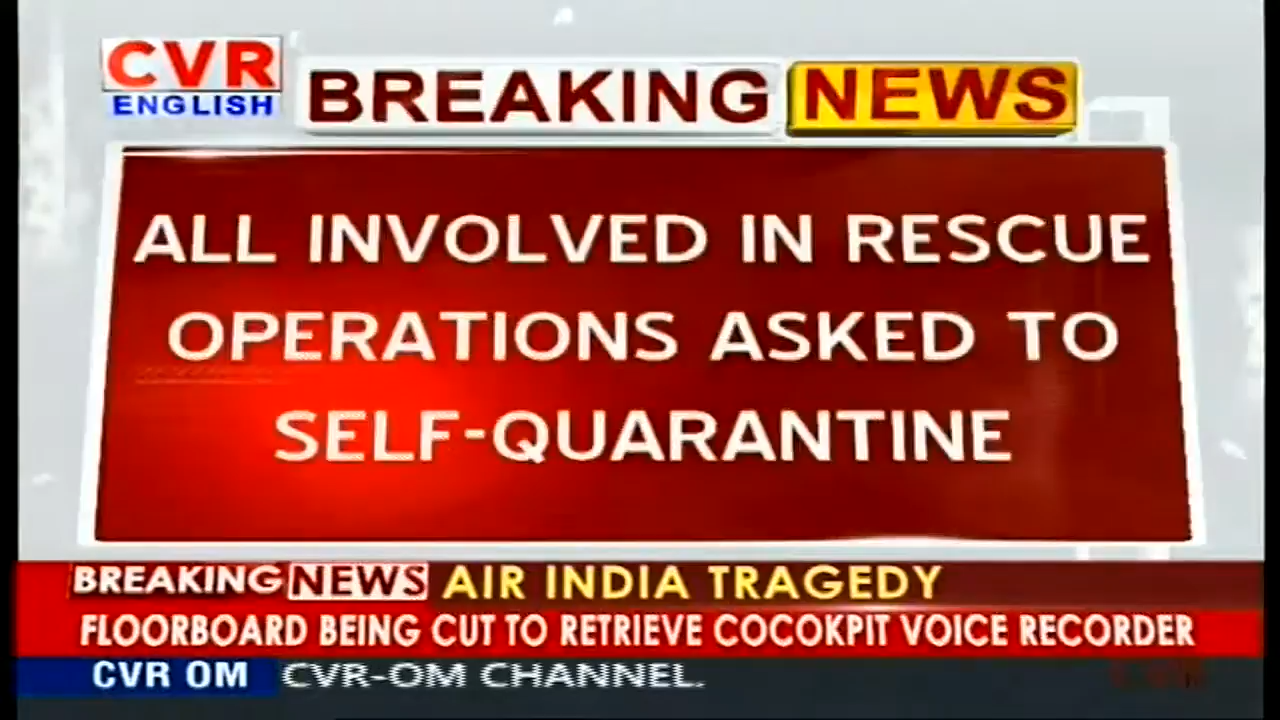 CVR
ENGLISH
BREAKING NEWS
ALL INVOLVED IN RESCUE
OPERATIONS ASKED TO
SELF-QUARANTINE
BREAKING NEWS AIR INDIA TRAGEDY
FLOORBOARD BEING CUT TO RETRIEVE COCOKPIT VOICE RECORDER
CVR OM CVR-OM CHANNEL.